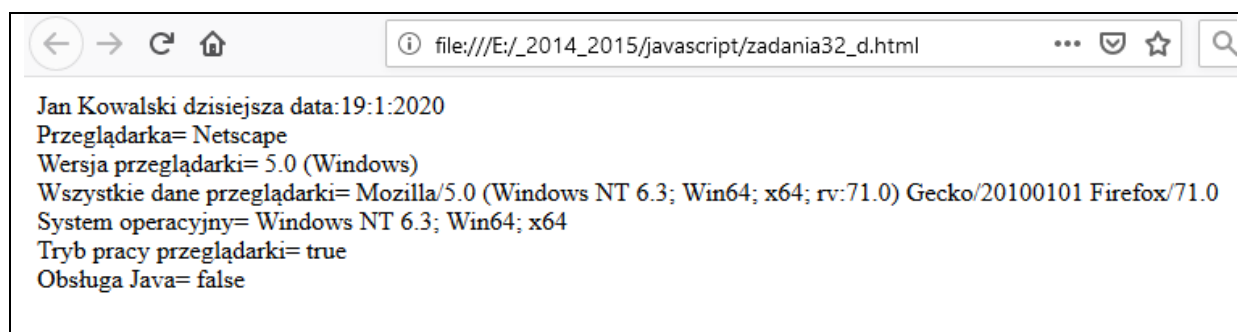 file:///E:/_2014_2015/javascript/zadania32_d.html
Jan Kowalski dzisiejsza data:19:1:2020
Przeglądarka= Netscape
Wersja przeglądarki= 5.0 (Windows)
Wszystkie dane przeglądarki= Mozilla/5.0 (Windows NT 6.3; Win64; x64; rv:71.0) Gecko/20100101 Firefox/71.0
System operacyjny= Windows NT 6.3; Win64; x64
Tryb pracy przeglądarki= true
Obsługa Java= false